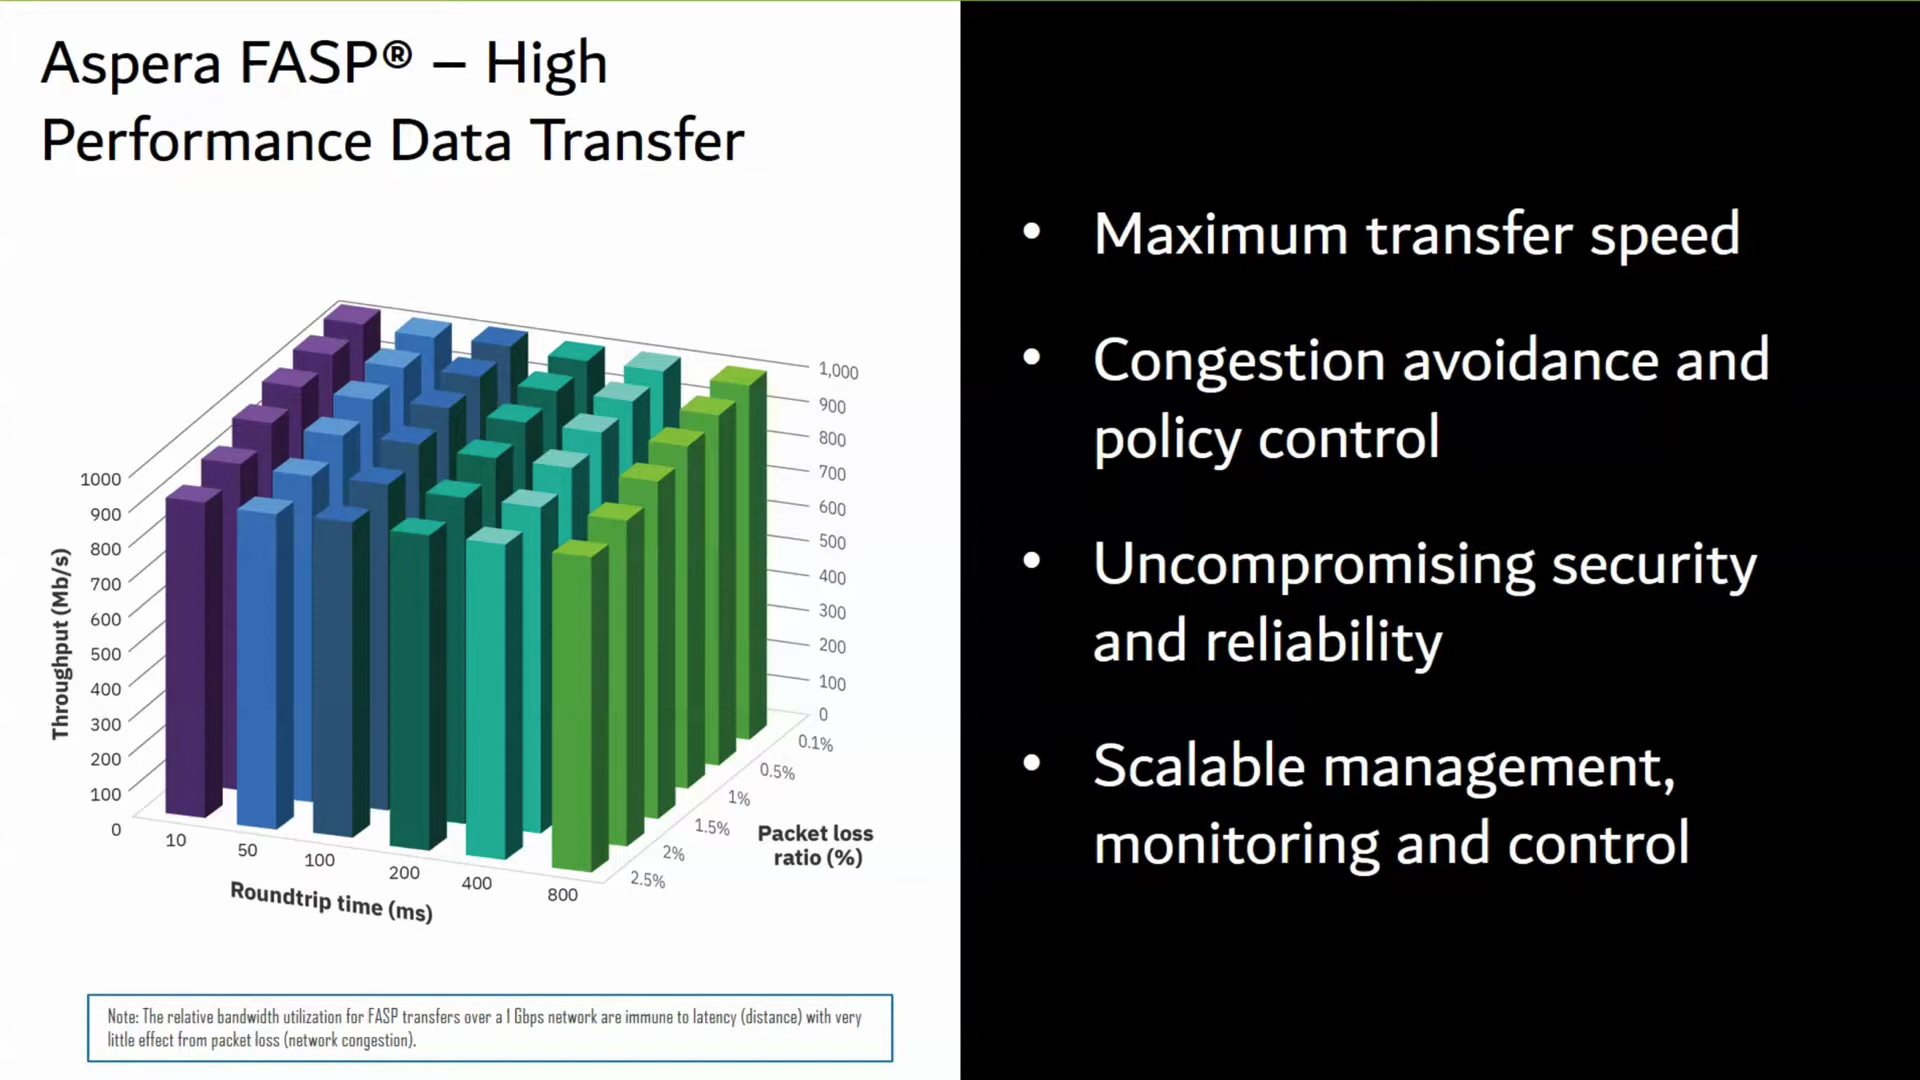 Aspera FASP® – High
Performance Data Transfer
1000
900
800
700
600
500
400
300
200
100
0
Throughput (Mb/s)
10
50
100
200
400
800
Roundtrip time (ms)
1,000
900
800
700
600
500
400
300
200
100
0
0.1%
0.5%
1%
1.5%
2%
2.5%
Packet loss
ratio (%)
Note: The relative bandwidth utilization for FASP transfers over a 1 Gbps network are immune to latency (distance) with very
little effect from packet loss (network congestion).
• Maximum transfer speed
• Congestion avoidance and
policy control
• Uncompromising security
and reliability
• Scalable management,
monitoring and control